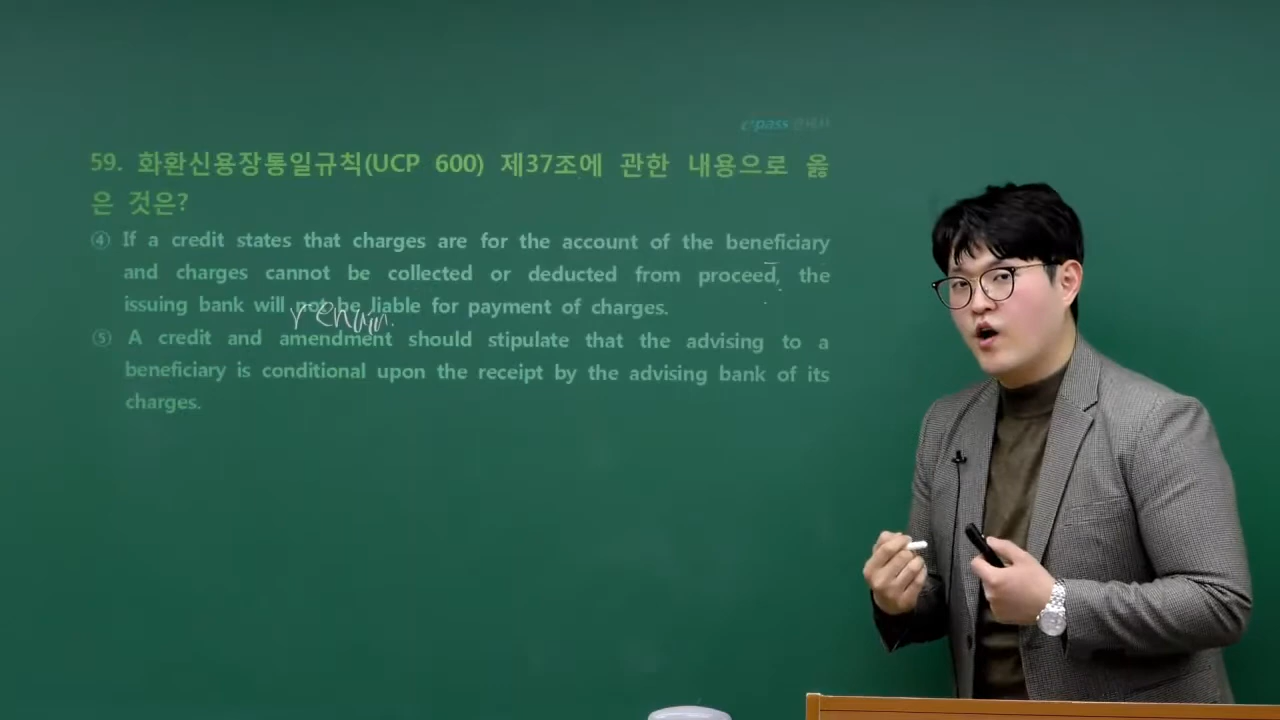 epass 관세사
59. 화환신용장통일규칙(UCP 600) 제37조에 관한 내용으로 옳
은 것은?
④ If a credit states that charges are for the account of the beneficiary
and charges cannot be collected or deducted from proceed, the
issuing bank will not be liable for payment of charges.
remain.
⑤ A credit and amendment should stipulate that the advising to a
beneficiary is conditional upon the receipt by the advising bank of its
charges.